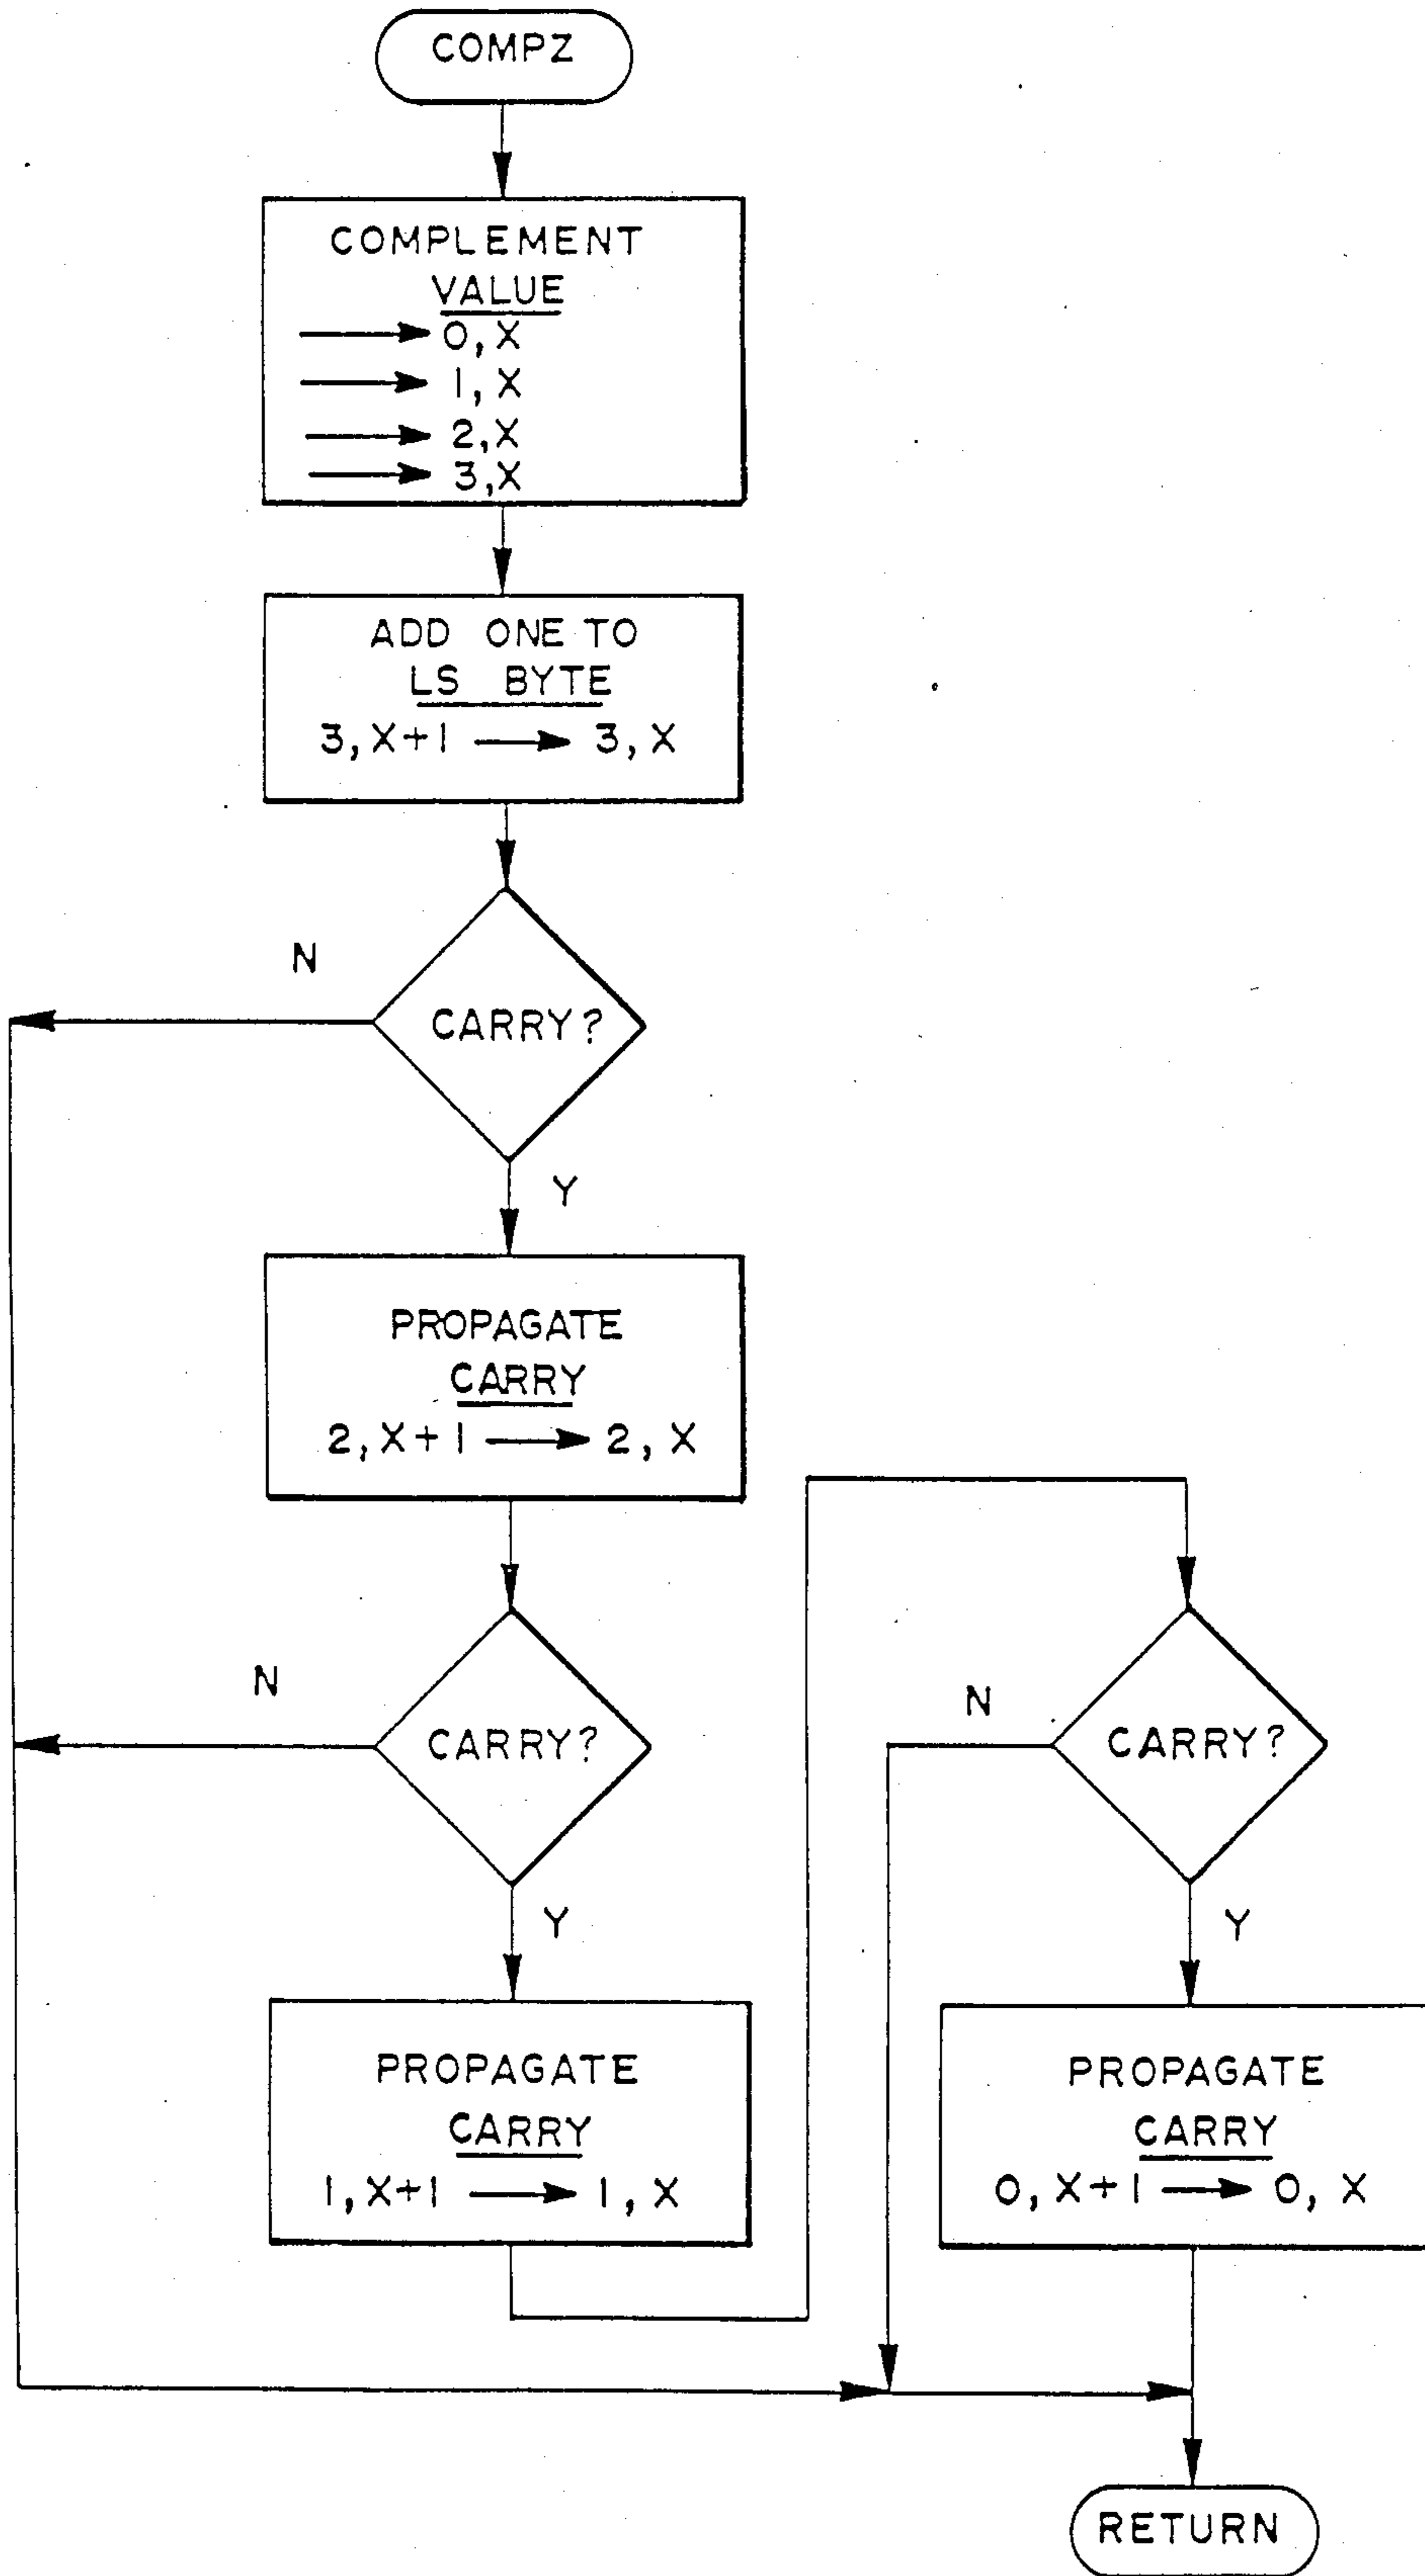 COMPZ
COMPLEMENT
VALUE
0, X
1, X
2, X
3, X
ADD ONE TO
LS BYTE
3, X+1 → 3, X
N
CARRY?
Y
PROPAGATE
CARRY
2, X+1 → 2, X
N
CARRY?
Y
PROPAGATE
CARRY
1, X+1 → 1, X
N
CARRY?
Y
PROPAGATE
CARRY
0, X+1 → 0, X
RETURN